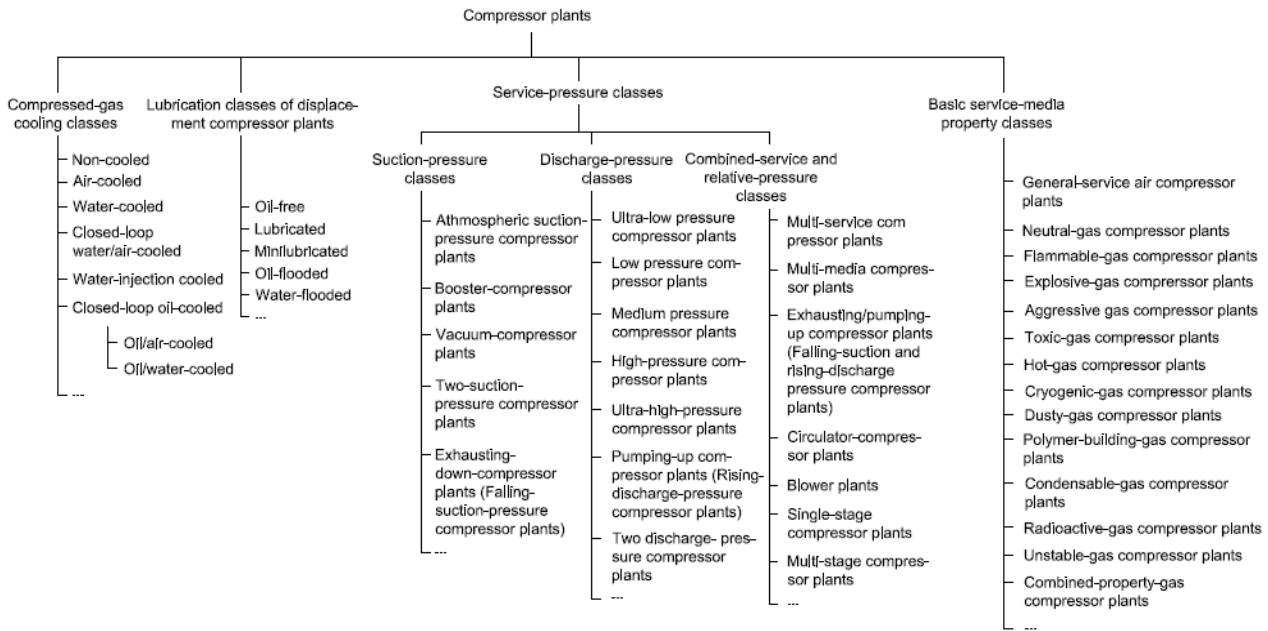 Compressor plants
Compressed-gas
cooling classes
Non-cooled
Air-cooled
Water-cooled
Closed-loop
water/air-cooled
Water-injection cooled
Closed-loop oil-cooled
Oil/air-cooled
Oil/water-cooled
---
Lubrication classes of displace-
ment compressor plants
Oil-free
Lubricated
Minilubricated
Oil-flooded
Water-flooded
---
Service-pressure classes
Suction-pressure
classes
Athmospheric suction-
pressure compressor
plants
Booster-compressor
plants
Vacuum-compressor
plants
Two-suction-
pressure compressor
plants
Exhausting-
down-compressor
plants (Falling-
suction-pressure
compressor plants)
---
Discharge-pressure
classes
Ultra-low pressure
compressor plants
Low pressure com-
pressor plants
Medium pressure
compressor plants
High-pressure com-
pressor plants
Ultra-high-pressure
compressor plants
Pumping-up com-
pressor plants (Rising-
discharge-pressure
compressor plants)
Two discharge- pres-
sure compressor
plants
---
Combined-service and
relative-pressure
classes
Multi-service com
pressor plants
Multi-media compres-
sor plants
Exhausting/pumping-
up compressor plants
(Falling-suction and
rising-discharge
pressure compressor
plants)
Circulator-compres-
sor plants
Blower plants
Single-stage
compressor plants
Multi-stage compres-
sor plants
---
Basic service-media
property classes
General-service air compressor
plants
Neutral-gas compressor plants
Flammable-gas compressor plants
Explosive-gas comprerssor plants
Aggressive gas compressor plants
Toxic-gas compressor plants
Hot-gas compressor plants
Cryogenic-gas compressor plants
Dusty-gas compressor plants
Polymer-building-gas compressor
plants
Condensable-gas compressor
plants
Radioactive-gas compressor plants
Unstable-gas compressor plants
Combined-property-gas
compressor plants
---